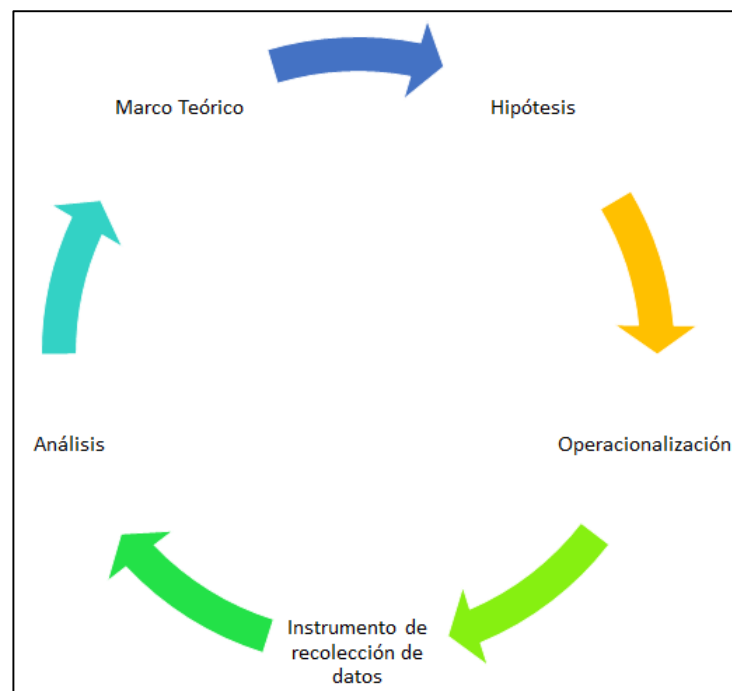 Marco Teórico
Hipótesis
Operacionalización
Instrumento de
recolección de
datos
Análisis